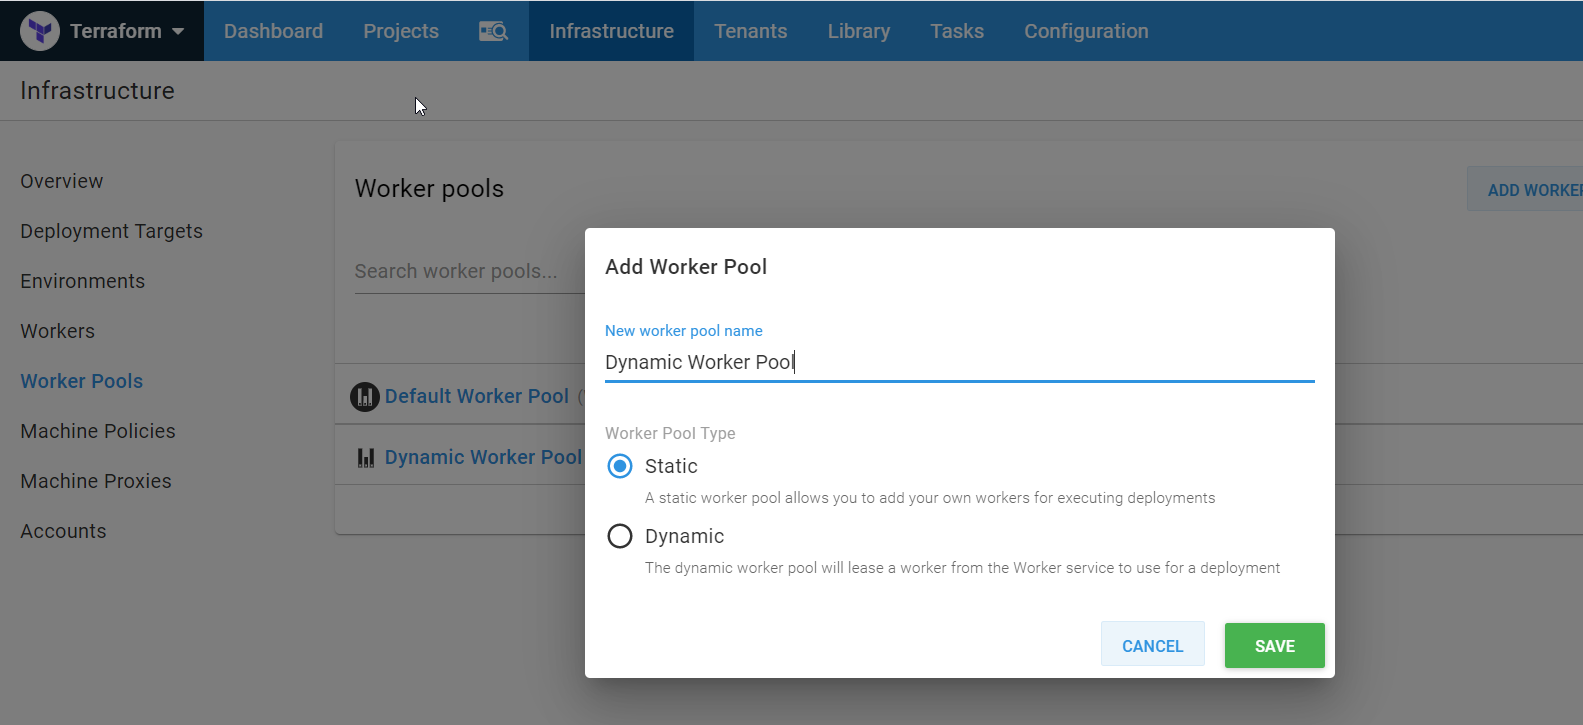 Terraform Dashboard Projects Infrastructure Tenants Library Tasks Configuration
Infrastructure
Overview
Deployment Targets
Environments
Workers
Worker Pools
Machine Policies
Machine Proxies
Accounts
Worker pools
ADD WORKER
Search worker pools...
Default Worker Pool (
Dynamic Worker Pool
Add Worker Pool
New worker pool name
Dynamic Worker Pool
Worker Pool Type
Static
A static worker pool allows you to add your own workers for executing deployments
Dynamic
The dynamic worker pool will lease a worker from the Worker service to use for a deployment
CANCEL SAVE